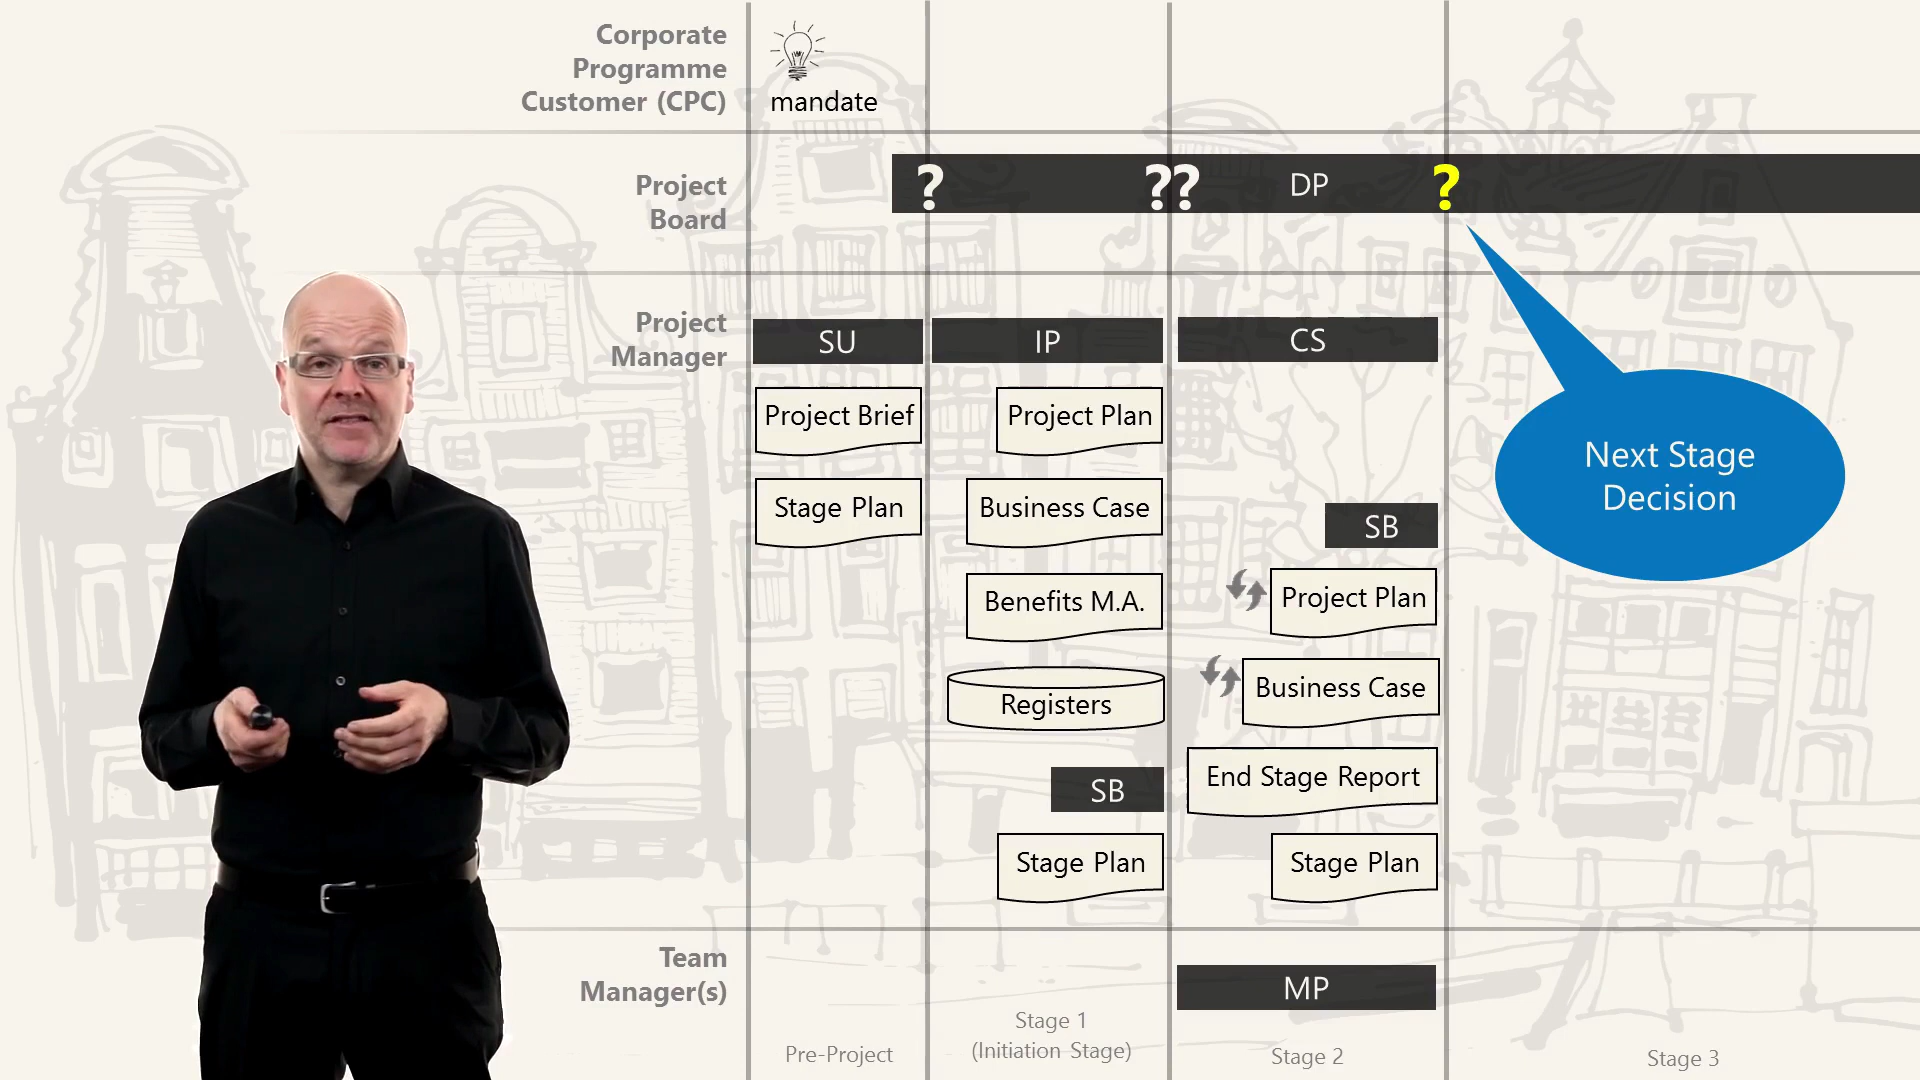 Corporate
Programme
Customer (CPC)
mandate
Project
Board
?
??
DP
?
Project
Manager
SU
IP
CS
Project Brief
Project Plan
Next Stage
Decision
Stage Plan
Business Case
SB
Benefits M.A.
Project Plan
Registers
Business Case
SB
End Stage Report
Stage Plan
Stage Plan
Team
Manager(s)
MP
Pre-Project
Stage 1
(Initiation Stage)
Stage 2
Stage 3